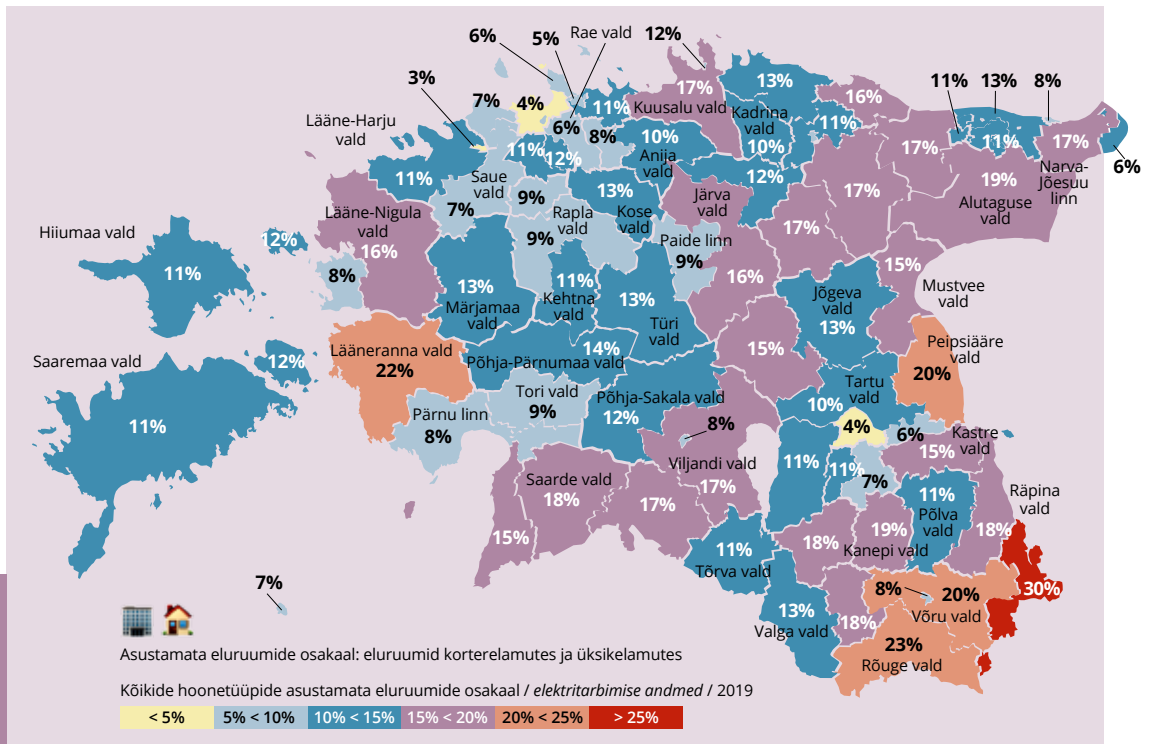 6%
5%
Rae vald
12%
3%
7%
4%
6%
11%
8%
17%
Kuusalu vald
13%
Kadrina
vald
10%
16%
11%
11%
13%
8%
11%
17%
6%
Narva-
Jõesuu
linn
Lääne-Harju
vald
11%
11%
12%
10%
Anija
vald
12%
17%
17%
19%
Alutaguse
vald
Saue
vald
7%
9%
13%
Kose
vald
Järva
vald
17%
Hiiumaa vald
11%
12%
Lääne-Nigula
vald
16%
8%
Rapla
vald
9%
Paide linn
9%
16%
15%
Mustvee
vald
13%
Märjamaa
vald
11%
Kehtna
vald
13%
Türi
vald
Jõgeva
vald
13%
Saaremaa vald
12%
11%
Lääneranna vald
22%
14%
Põhja-Pärnumaa vald
15%
Peipsiääre
vald
20%
Tori vald
9%
Põhja-Sakala vald
12%
Tartu
vald
10%
4%
6%
Kastre
vald
15%
Pärnu linn
8%
8%
Viljandi vald
17%
11%
11%
7%
Saarde vald
18%
15%
17%
11%
Põlva
vald
Räpina
vald
18%
11%
Tõrva vald
18%
19%
Kanepi vald
30%
7%
13%
Valga vald
18%
8%
20%
Võru vald
23%
Rõuge vald
Asustamata eluruumide osakaal: eluruumid korterelamutes ja üksikelamutes
Kõikide hoonetüüpide asustamata eluruumide osakaal / elektritarbimise andmed / 2019
< 5%
5% < 10%
10% < 15%
15% < 20%
20% < 25%
> 25%